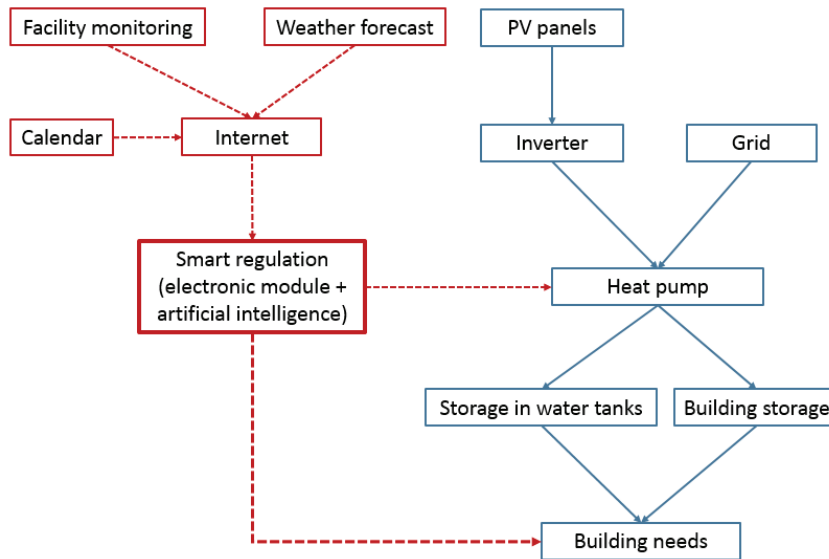 Facility monitoring
Weather forecast
PV panels
Calendar
Internet
Inverter
Grid
Smart regulation
(electronic module +
artificial intelligence)
Heat pump
Storage in water tanks
Building storage
Building needs